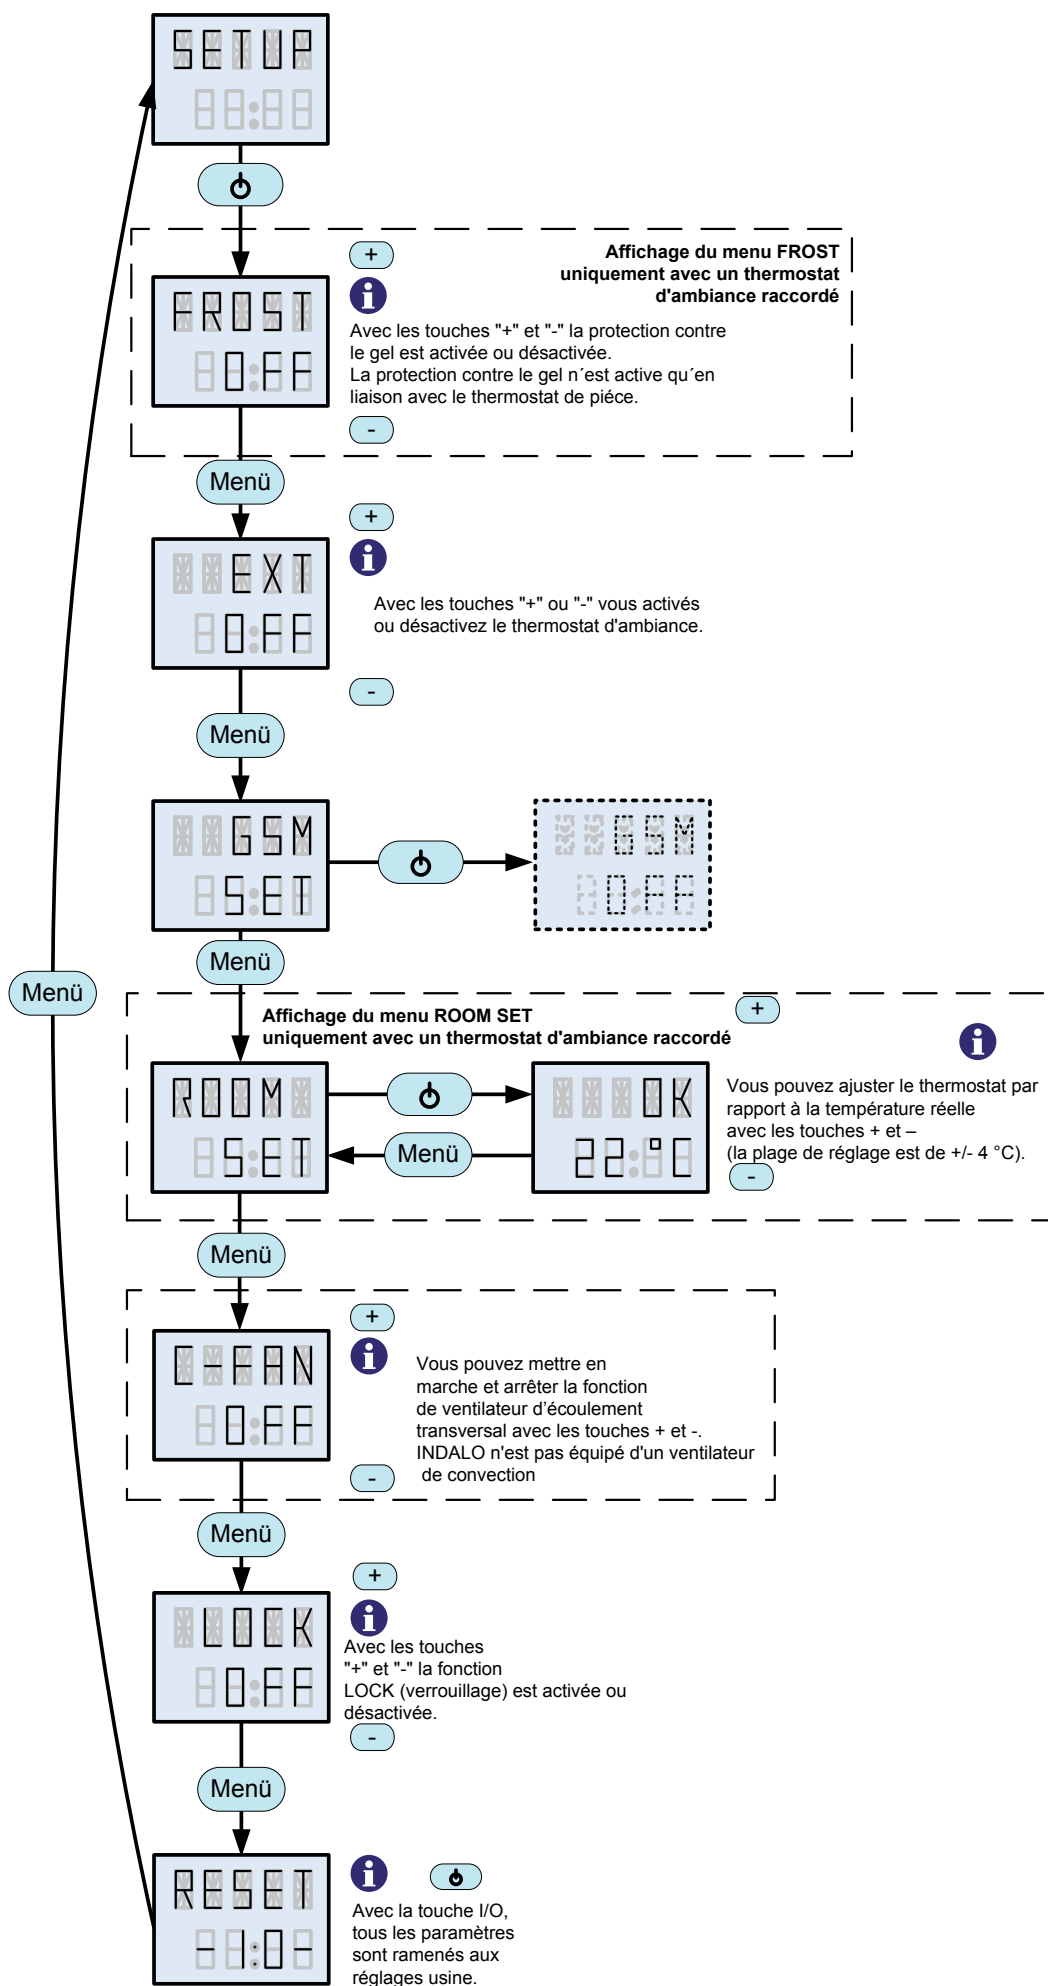 SETUP
Affichage du menu FROST
uniquement avec un thermostat
d'ambiance raccordé
+
FROST
0:FF
Avec les touches "+" et "-" la protection contre
le gel est activée ou désactivée.
La protection contre le gel n´est active qu´en
liaison avec le thermostat de piéce.
-
Menü
+
EXT
0:FF
Avec les touches "+" ou "-" vous activés
ou désactivez le thermostat d'ambiance.
-
Menü
GSM
SET
GSM
OFF
Menü
Menü
Affichage du menu ROOM SET
uniquement avec un thermostat d'ambiance raccordé
+
ROOM
SET
Menü
OK
22°C
Vous pouvez ajuster le thermostat par
rapport à la température réelle
avec les touches + et –
(la plage de réglage est de +/- 4 °C).
-
Menü
+
C-FAN
0:FF
Vous pouvez mettre en
marche et arrêter la fonction
de ventilateur d’écoulement
transversal avec les touches + et -.
INDALO n'est pas équipé d'un ventilateur
de convection
-
Menü
+
LOCK
0:FF
Avec les touches
"+" et "-" la fonction
LOCK (verrouillage) est activée ou
désactivée.
-
Menü
RESET
-1:0-
Avec la touche I/O,
tous les paramètres
sont ramenés aux
réglages usine.